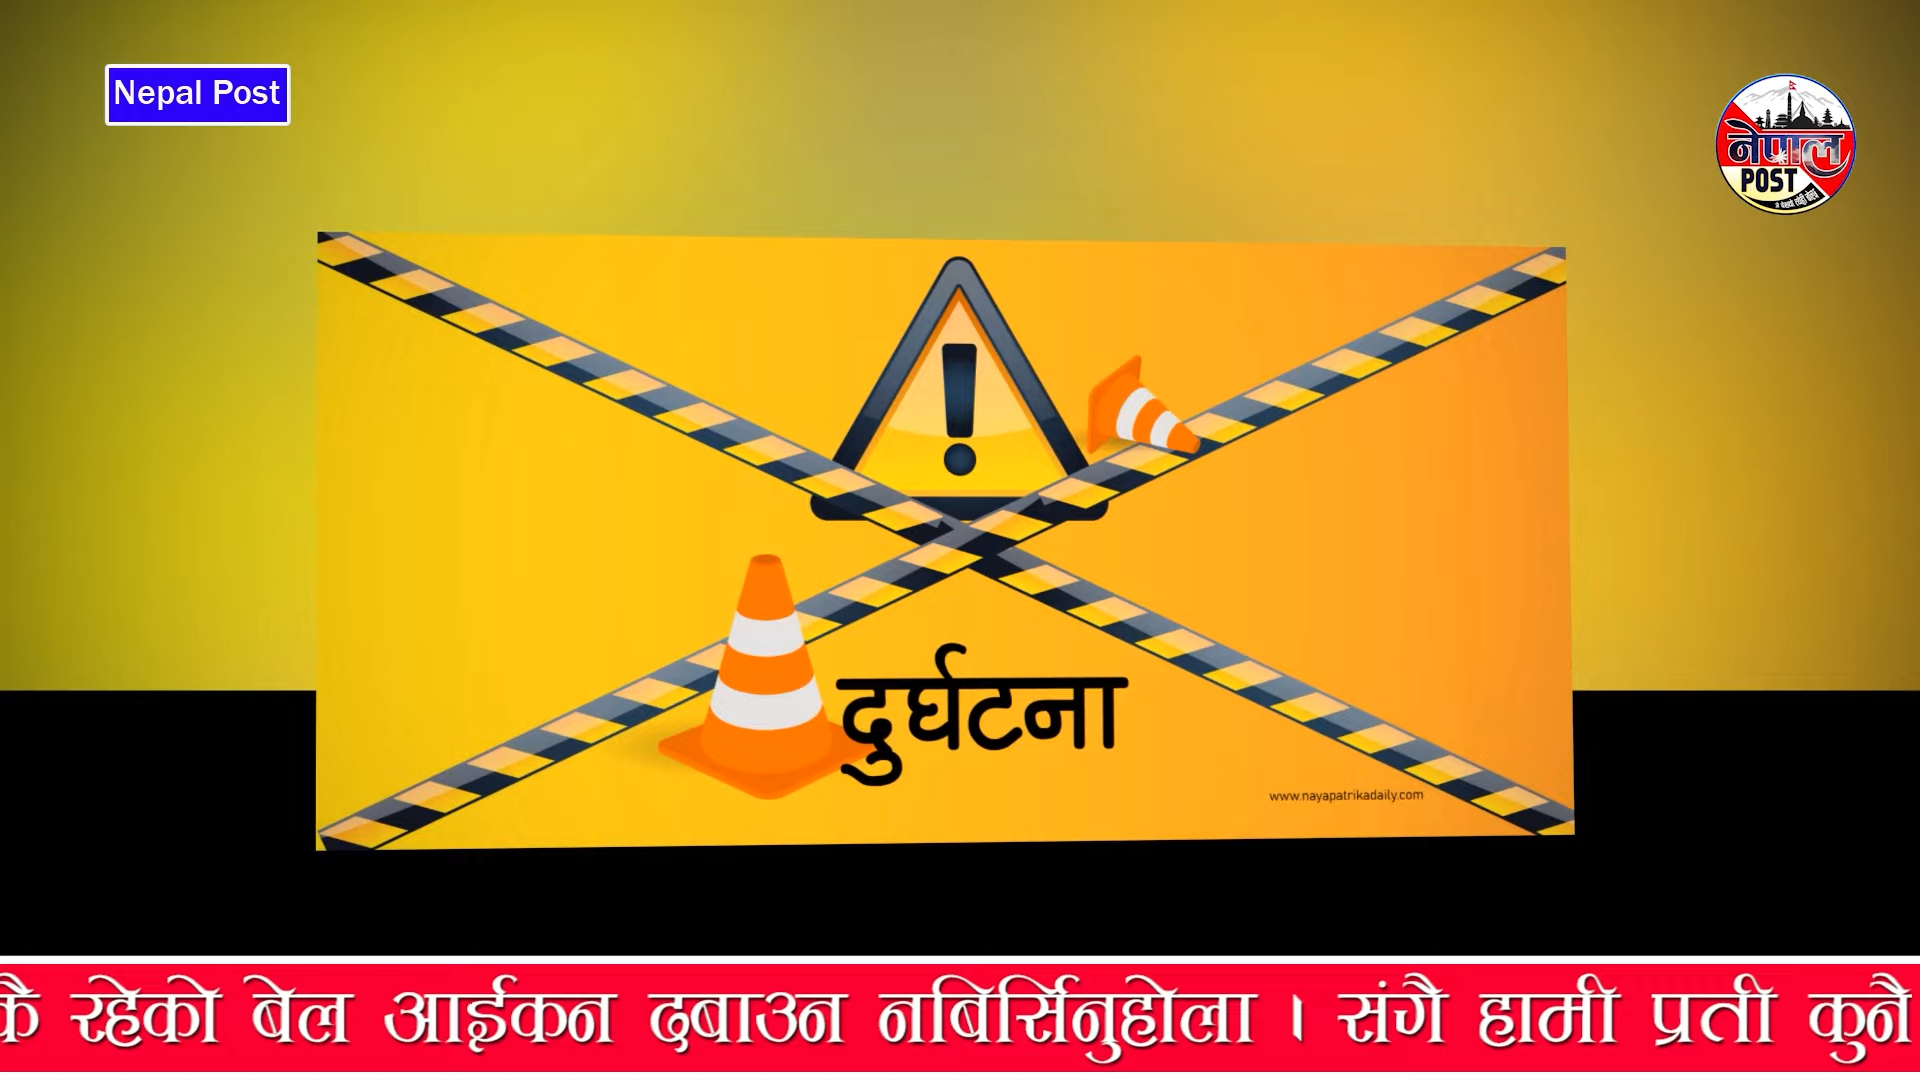 Nepal Post
नेपाल
POST
दुर्घटना
www.nayapatrikadaily.com
रहेको बेल आईकन दबाउन नबिर्सिनुहोला । संगै हामी प्रती कुनै